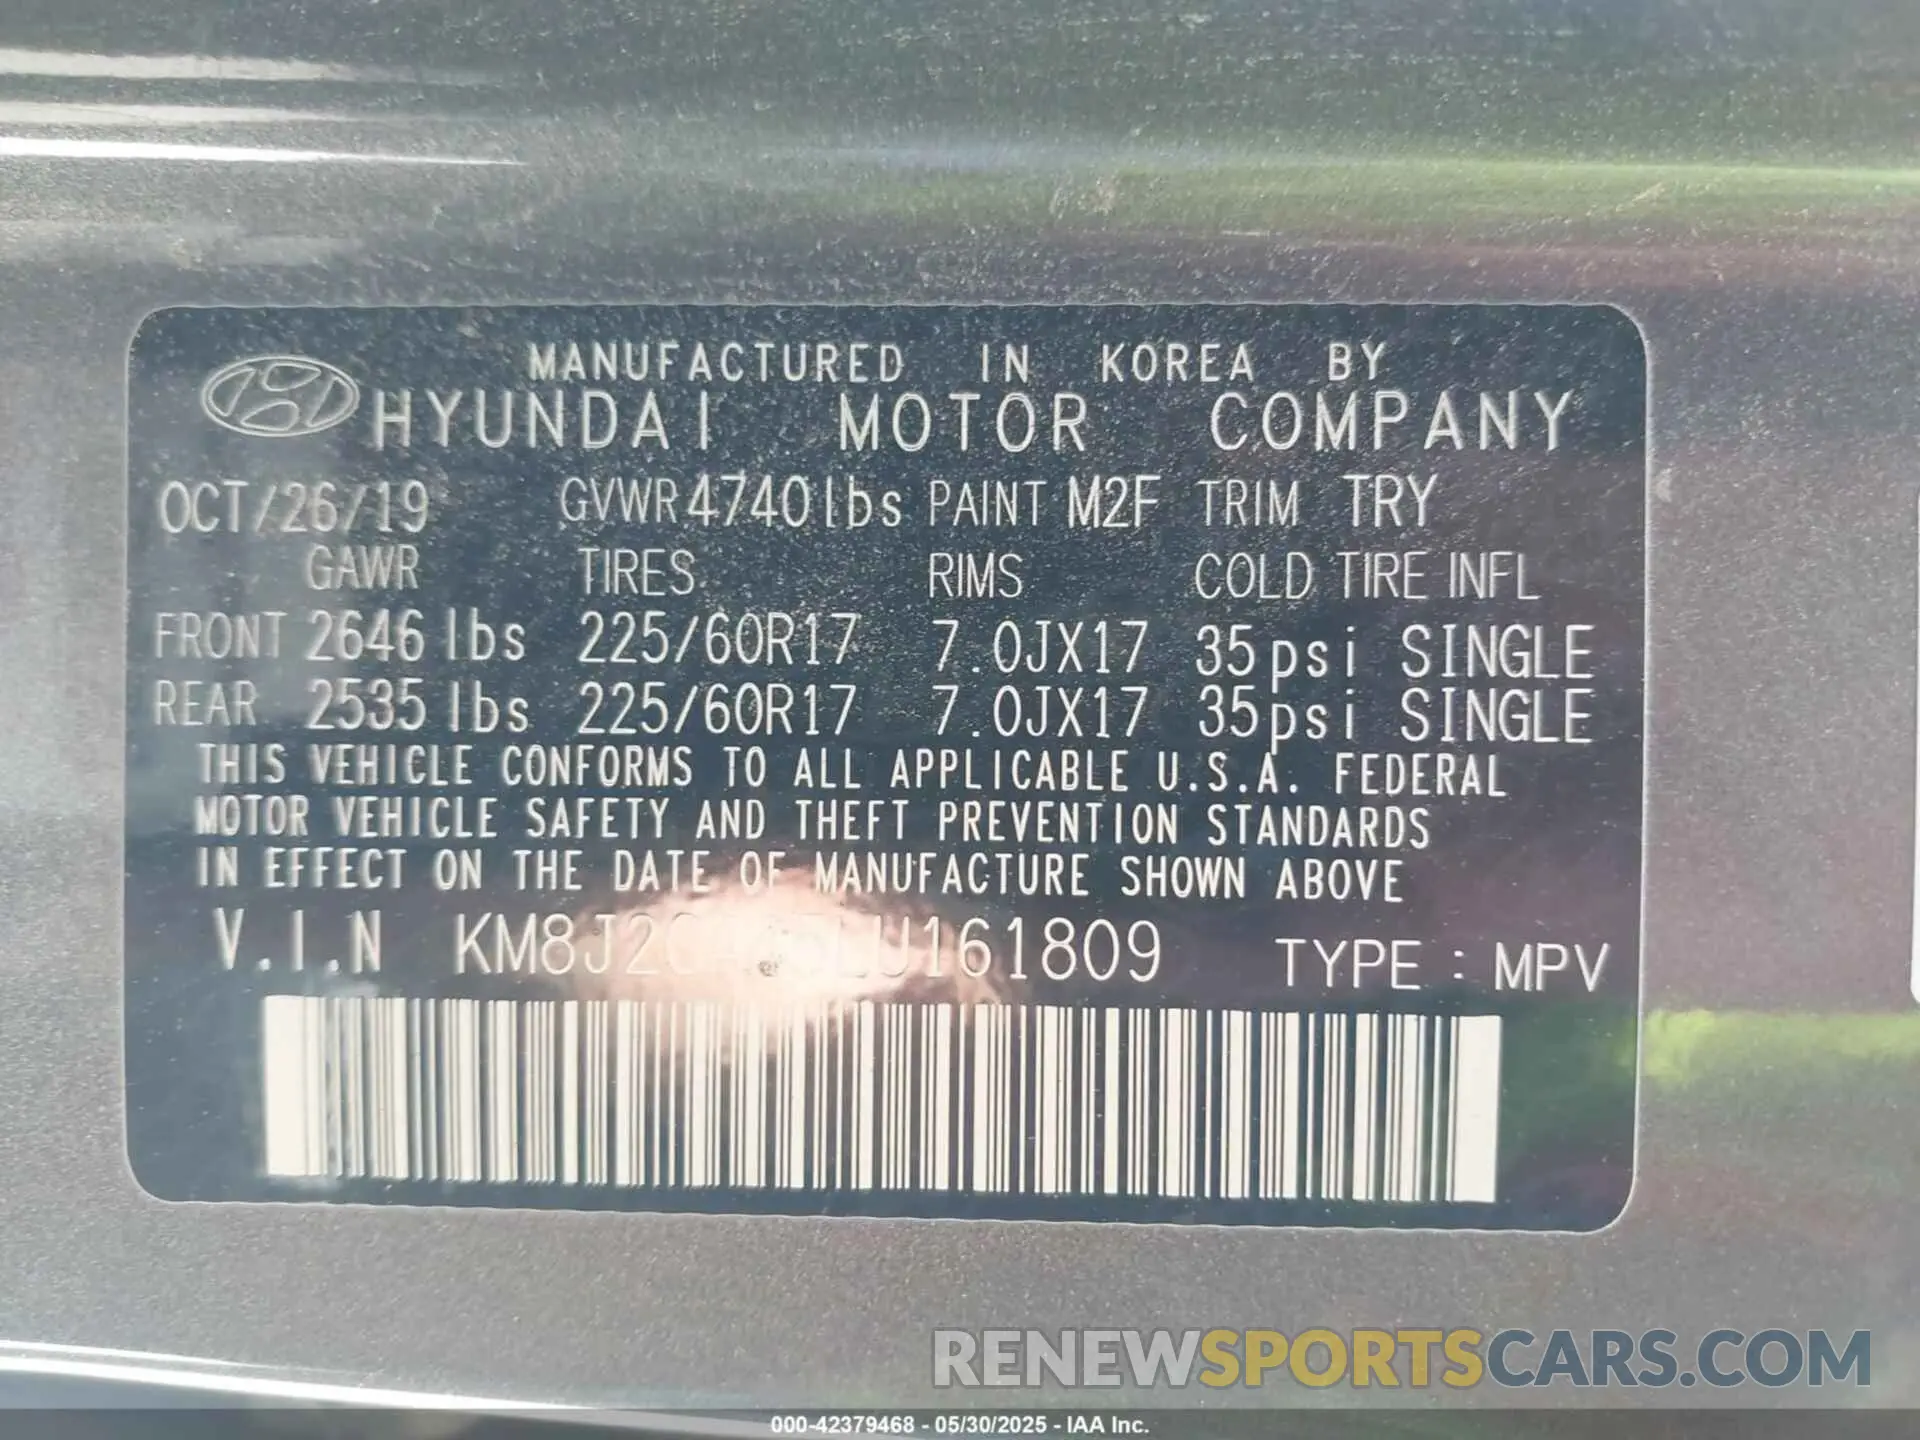 MANUFACTURED IN KOREA BY
HYUNDAI MOTOR COMPANY
OCT/26/19 GVWR 4740lbs PAINT M2F TRIM TRY
GAWR TIRES RIMS COLD TIRE INFL
FRONT 2646 lbs 225/60R17 7.0JX17 35psi SINGLE
REAR 2535 lbs 225/60R17 7.0JX17 35psi SINGLE
THIS VEHICLE CONFORMS TO ALL APPLICABLE U.S.A. FEDERAL
MOTOR VEHICLE SAFETY AND THEFT PREVENTION STANDARDS
IN EFFECT ON THE DATE OF MANUFACTURE SHOWN ABOVE
V.I.N TYPE : MPV
RENEWSPORTSCARS.COM
000-42379468 - 05/30/2025 - IAA Inc.